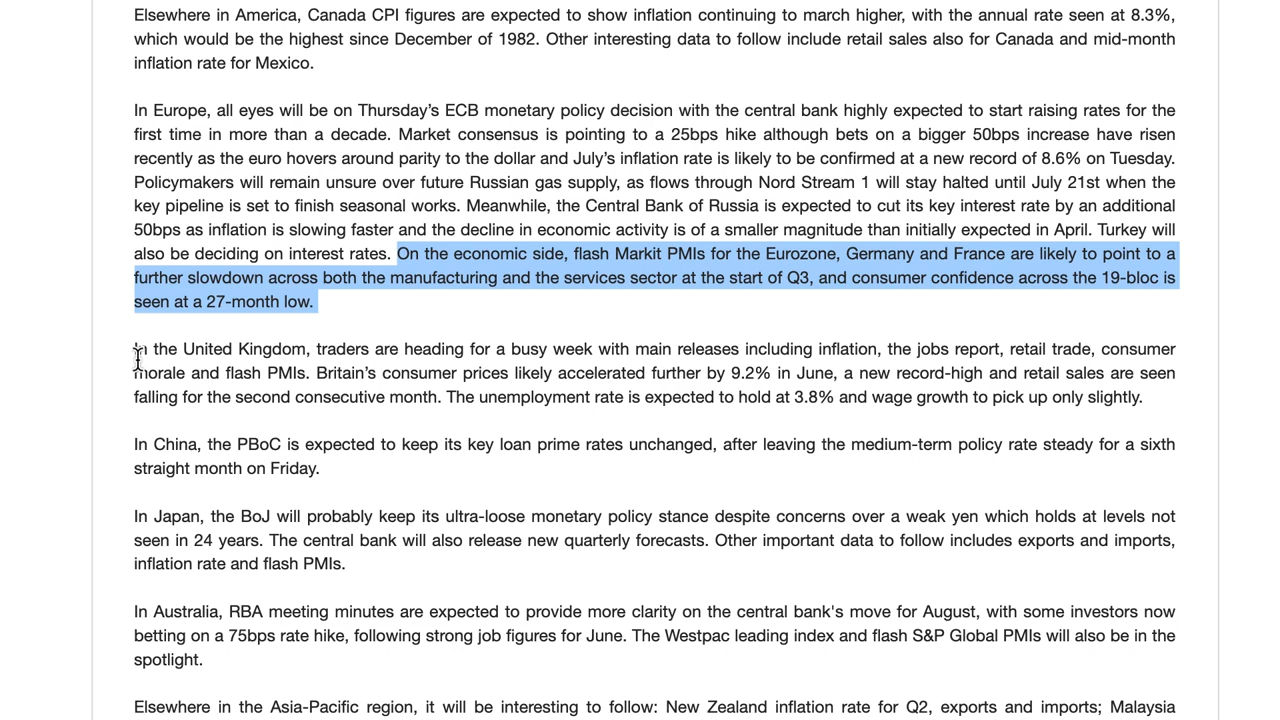 Elsewhere in America, Canada CPI figures are expected to show inflation continuing to march higher, with the annual rate seen at 8.3%,
which would be the highest since December of 1982. Other interesting data to follow include retail sales also for Canada and mid-month
inflation rate for Mexico.
In Europe, all eyes will be on Thursday’s ECB monetary policy decision with the central bank highly expected to start raising rates for the
first time in more than a decade. Market consensus is pointing to a 25bps hike although bets on a bigger 50bps increase have risen
recently as the euro hovers around parity to the dollar and July’s inflation rate is likely to be confirmed at a new record of 8.6% on Tuesday.
Policymakers will remain unsure over future Russian gas supply, as flows through Nord Stream 1 will stay halted until July 21st when the
key pipeline is set to finish seasonal works. Meanwhile, the Central Bank of Russia is expected to cut its key interest rate by an additional
50bps as inflation is slowing faster and the decline in economic activity is of a smaller magnitude than initially expected in April. Turkey will
also be deciding on interest rates. On the economic side, flash Markit PMIs for the Eurozone, Germany and France are likely to point to a
further slowdown across both the manufacturing and the services sector at the start of Q3, and consumer confidence across the 19-bloc is
seen at a 27-month low.
In the United Kingdom, traders are heading for a busy week with main releases including inflation, the jobs report, retail trade, consumer
morale and flash PMIs. Britain’s consumer prices likely accelerated further by 9.2% in June, a new record-high and retail sales are seen
falling for the second consecutive month. The unemployment rate is expected to hold at 3.8% and wage growth to pick up only slightly.
In China, the PBoC is expected to keep its key loan prime rates unchanged, after leaving the medium-term policy rate steady for a sixth
straight month on Friday.
In Japan, the BoJ will probably keep its ultra-loose monetary policy stance despite concerns over a weak yen which holds at levels not
seen in 24 years. The central bank will also release new quarterly forecasts. Other important data to follow includes exports and imports,
inflation rate and flash PMIs.
In Australia, RBA meeting minutes are expected to provide more clarity on the central bank's move for August, with some investors now
betting on a 75bps rate hike, following strong job figures for June. The Westpac leading index and flash S&P Global PMIs will also be in the
spotlight.
Elsewhere in the Asia-Pacific region, it will be interesting to follow: New Zealand inflation rate for Q2, exports and imports; Malaysia